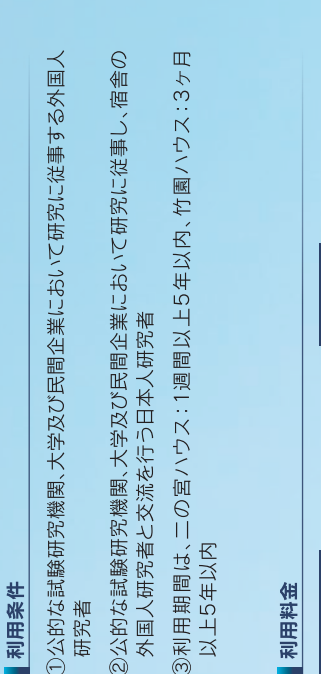 利用条件
①公的な試験研究機関、大学及び民間企業において研究に従事する外国人
研究者
②公的な試験研究機関、大学及び民間企業において研究に従事し、宿舎の
外国人研究者と交流を行う日本人研究者
③利用期間は、二の宮ハウス:1週間以上5年以内、竹園ハウス:3ヶ月
以上5年以内
利用料金